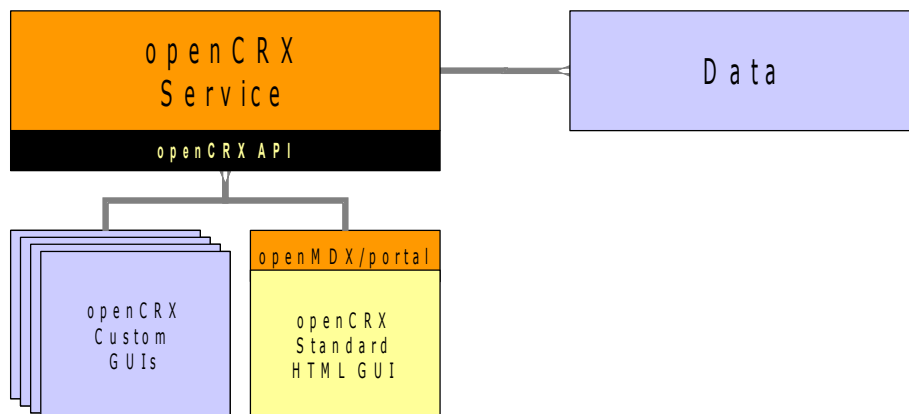 openCRX
Service
Data
openCRX API
openMDX/portal
openCRX
Custom
GUIs
openCRX
Standard
HTML GUI